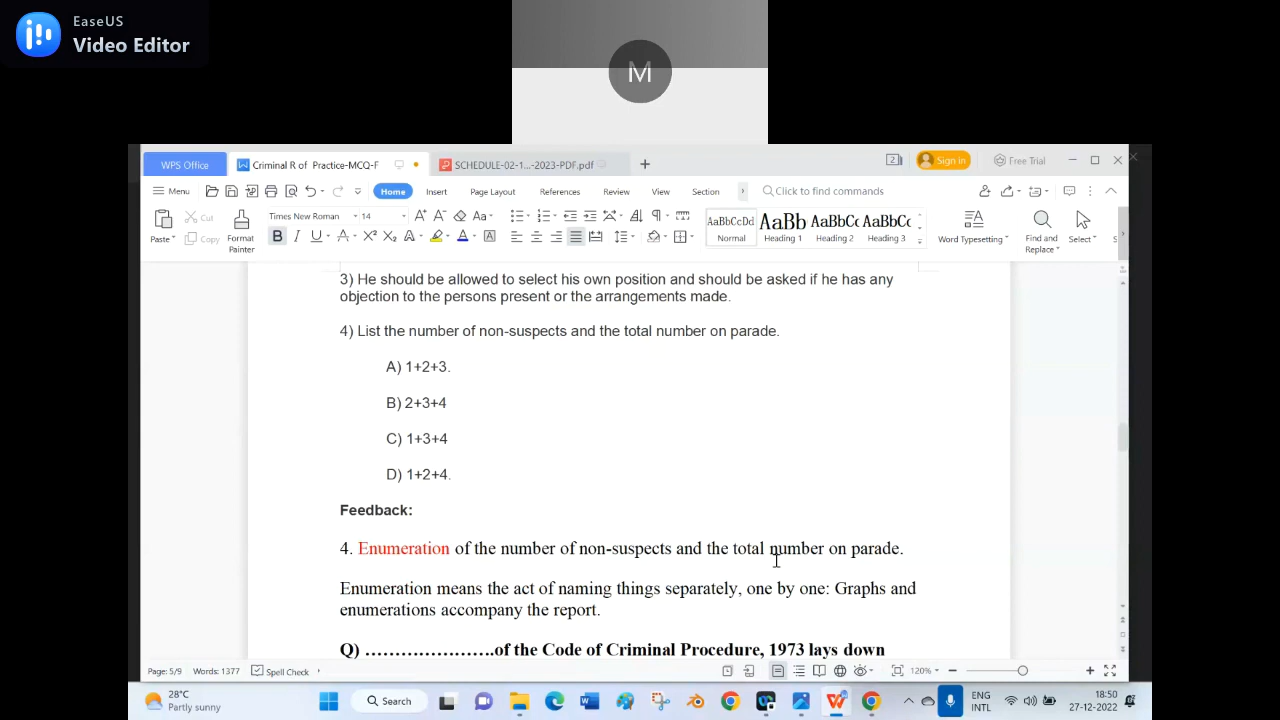 EaseUS
Video Editor
M
WPS Office
Criminal R of Practice-MCQ-F
SCHEDULE-02-1...-2023-PDF.pdf
Sign in
Free Trial
Menu
Home
Insert
Page Layout
References
Review
View
Section
Click to find commands
Paste
Cut
Copy
Format
Painter
Times New Roman
14
AaBbCcDd
Normal
AaBb
Heading 1
AaBbCc
Heading 2
AaBbCc
Heading 3
Word Typesetting
Find and
Replace
Select
3) He should be allowed to select his own position and should be asked if he has any
objection to the persons present or the arrangements made.
4) List the number of non-suspects and the total number on parade.
A) 1+2+3.
B) 2+3+4
C) 1+3+4
D) 1+2+4.
Feedback:
4. Enumeration of the number of non-suspects and the total number on parade.
Enumeration means the act of naming things separately, one by one: Graphs and
enumerations accompany the report.
Q) ………………….of the Code of Criminal Procedure, 1973 lays down
Page: 5/9
Words: 1377
Spell Check
120%
28°C
Partly sunny
Search
ENG
INTL
18:50
27-12-2022